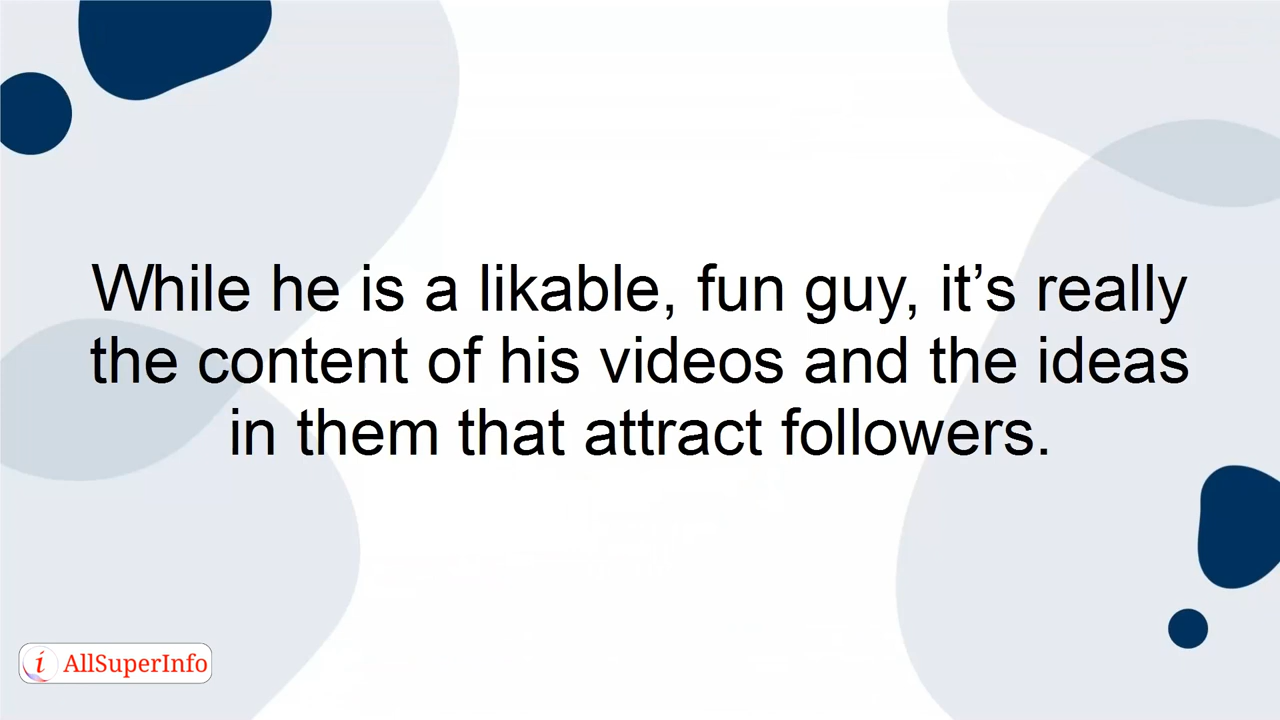 While he is a likable, fun guy, it’s really
the content of his videos and the ideas
in them that attract followers.
i AllSuperInfo